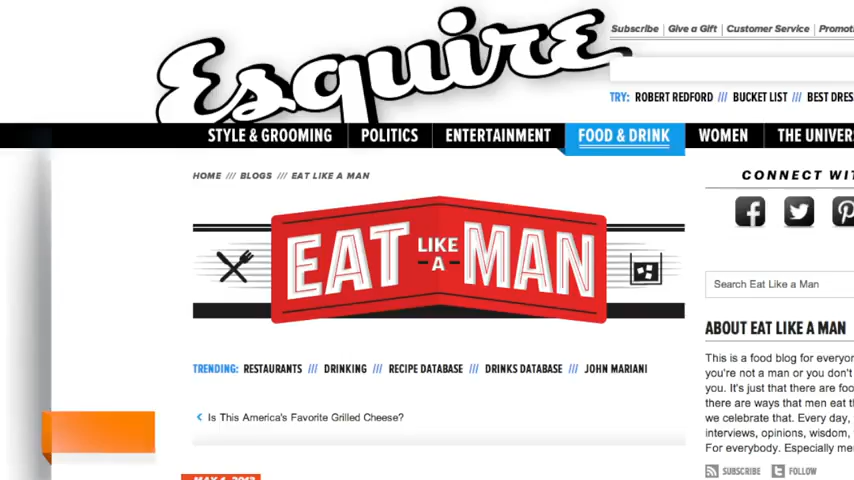 Esquire
Subscribe | Give a Gift | Customer Service |
TRY: ROBERT REDFORD /// BUCKET LIST /// BEST
STYLE & GROOMING | POLITICS | ENTERTAINMENT FOOD & DRINK WOMEN | THE
HOME /// BLOGS /// EAT LIKE A MAN
CONNECT
EAT LIKE A MAN
Search Eat Like a Man
ABOUT EAT LIKE A MAN
TRENDING: RESTAURANTS /// DRINKING /// RECIPE DATABASE /// DRINKS DATABASE /// JOHN MARIANI
This is a food blog for
you're not a man or you don't
you. It's just that there are
there are ways that men eat
we celebrate that. Every day,
interviews, opinions, wisdom,
For everybody. Especially
Is This America's Favorite Grilled Cheese?
SUBSCRIBE FOLLOW